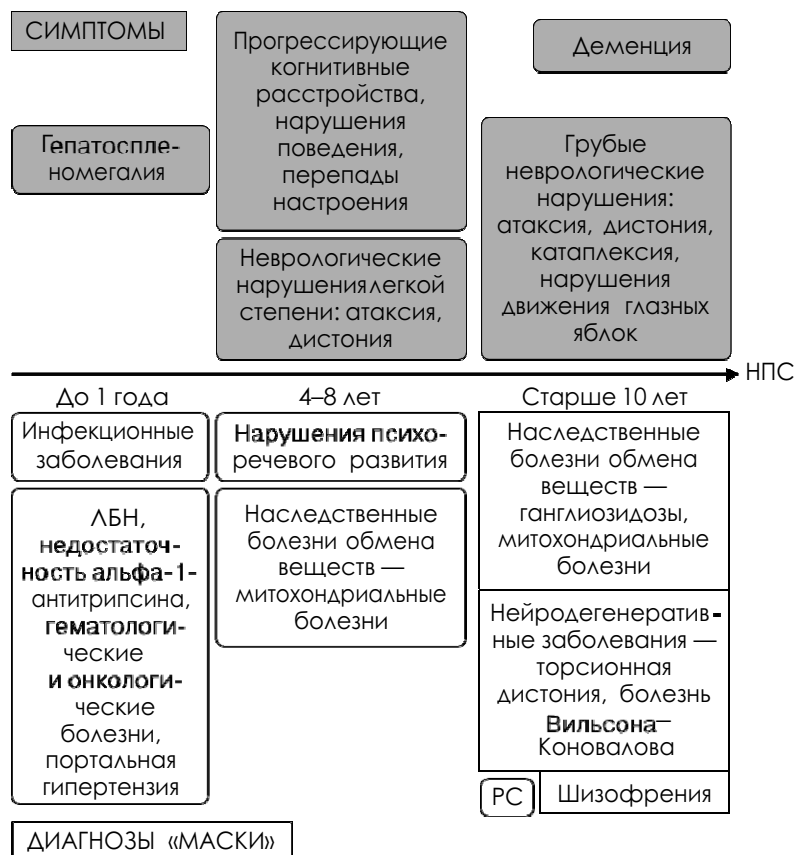 СИМПТОМЫ
Гепатоспле-
номегалия
Прогрессирующие
когнитивные
расстройства,
нарушения
поведения,
перепады
настроения
Неврологические
нарушения легкой
степени: атаксия,
дистония
Деменция
Грубые
неврологические
нарушения:
атаксия, дистония,
катаплексия,
нарушения
движения глазных
яблок
НПС
До 1 года
4–8 лет
Старше 10 лет
Инфекционные
заболевания
ЛБН,
недостаточ-
ность альфа-1-
антитрипсина,
гематологи-
ческие
и онкологи-
ческие
болезни,
портальная
гипертензия
Нарушения психо-
речевого развития
Наследственные
болезни обмена
веществ —
митохондриальные
болезни
Наследственные
болезни обмена
веществ —
ганглиозидозы,
митохондриальные
болезни
Нейродегенератив-
ные заболевания —
торсионная
дистония, болезнь
Вильсона–
Коновалова
РС
Шизофрения
ДИАГНОЗЫ «МАСКИ»